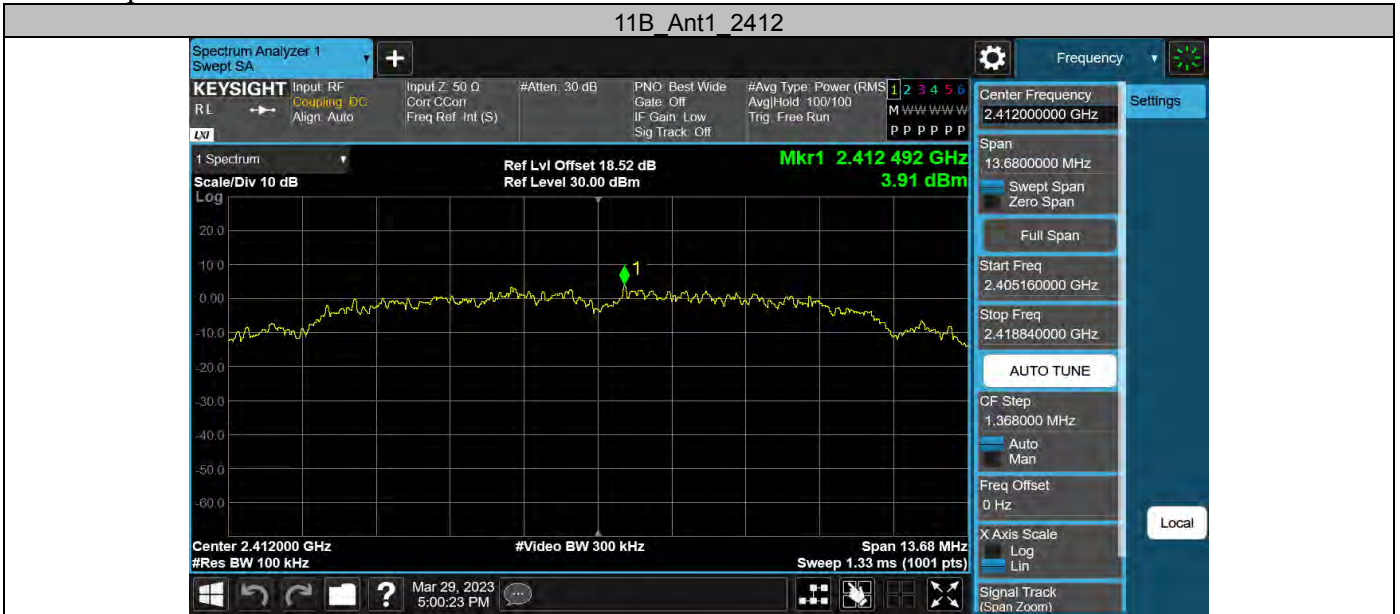 11B_Ant1_2412
Spectrum Analyzer 1
Swept SA
Frequency
KEYSIGHT
RL
LXI
Input: RF
Coupling: DC
Align: Auto
Input Z: 50 Ω
Corr CCorr
Freq Ref: Int (S)
#Atten: 30 dB
PNO: Best Wide
Gate: Off
IF Gain: Low
Sig Track: Off
#Avg Type: Power (RMS
Avg|Hold: 100/100
Trig: Free Run
1 2 3 4 5 6
M W W W W W
P P P P P P
1 Spectrum
Scale/Div 10 dB
Log
Ref Lvl Offset 18.52 dB
Ref Level 30.00 dBm
Mkr1 2.412 492 GHz
3.91 dBm
20.0
10.0
0.00
-10.0
-20.0
-30.0
-40.0
-50.0
-60.0
1
Center 2.412000 GHz
#Res BW 100 kHz
#Video BW 300 kHz
Span 13.68 MHz
Sweep 1.33 ms (1001 pts)
Mar 29, 2023
5:00:23 PM
Center Frequency
2.412000000 GHz
Settings
Span
13.6800000 MHz
Swept Span
Zero Span
Full Span
Start Freq
2.405160000 GHz
Stop Freq
2.418840000 GHz
AUTO TUNE
CF Step
1.368000 MHz
Auto
Man
Freq Offset
0 Hz
X Axis Scale
Log
Lin
Local
Signal Track
(Span Zoom)